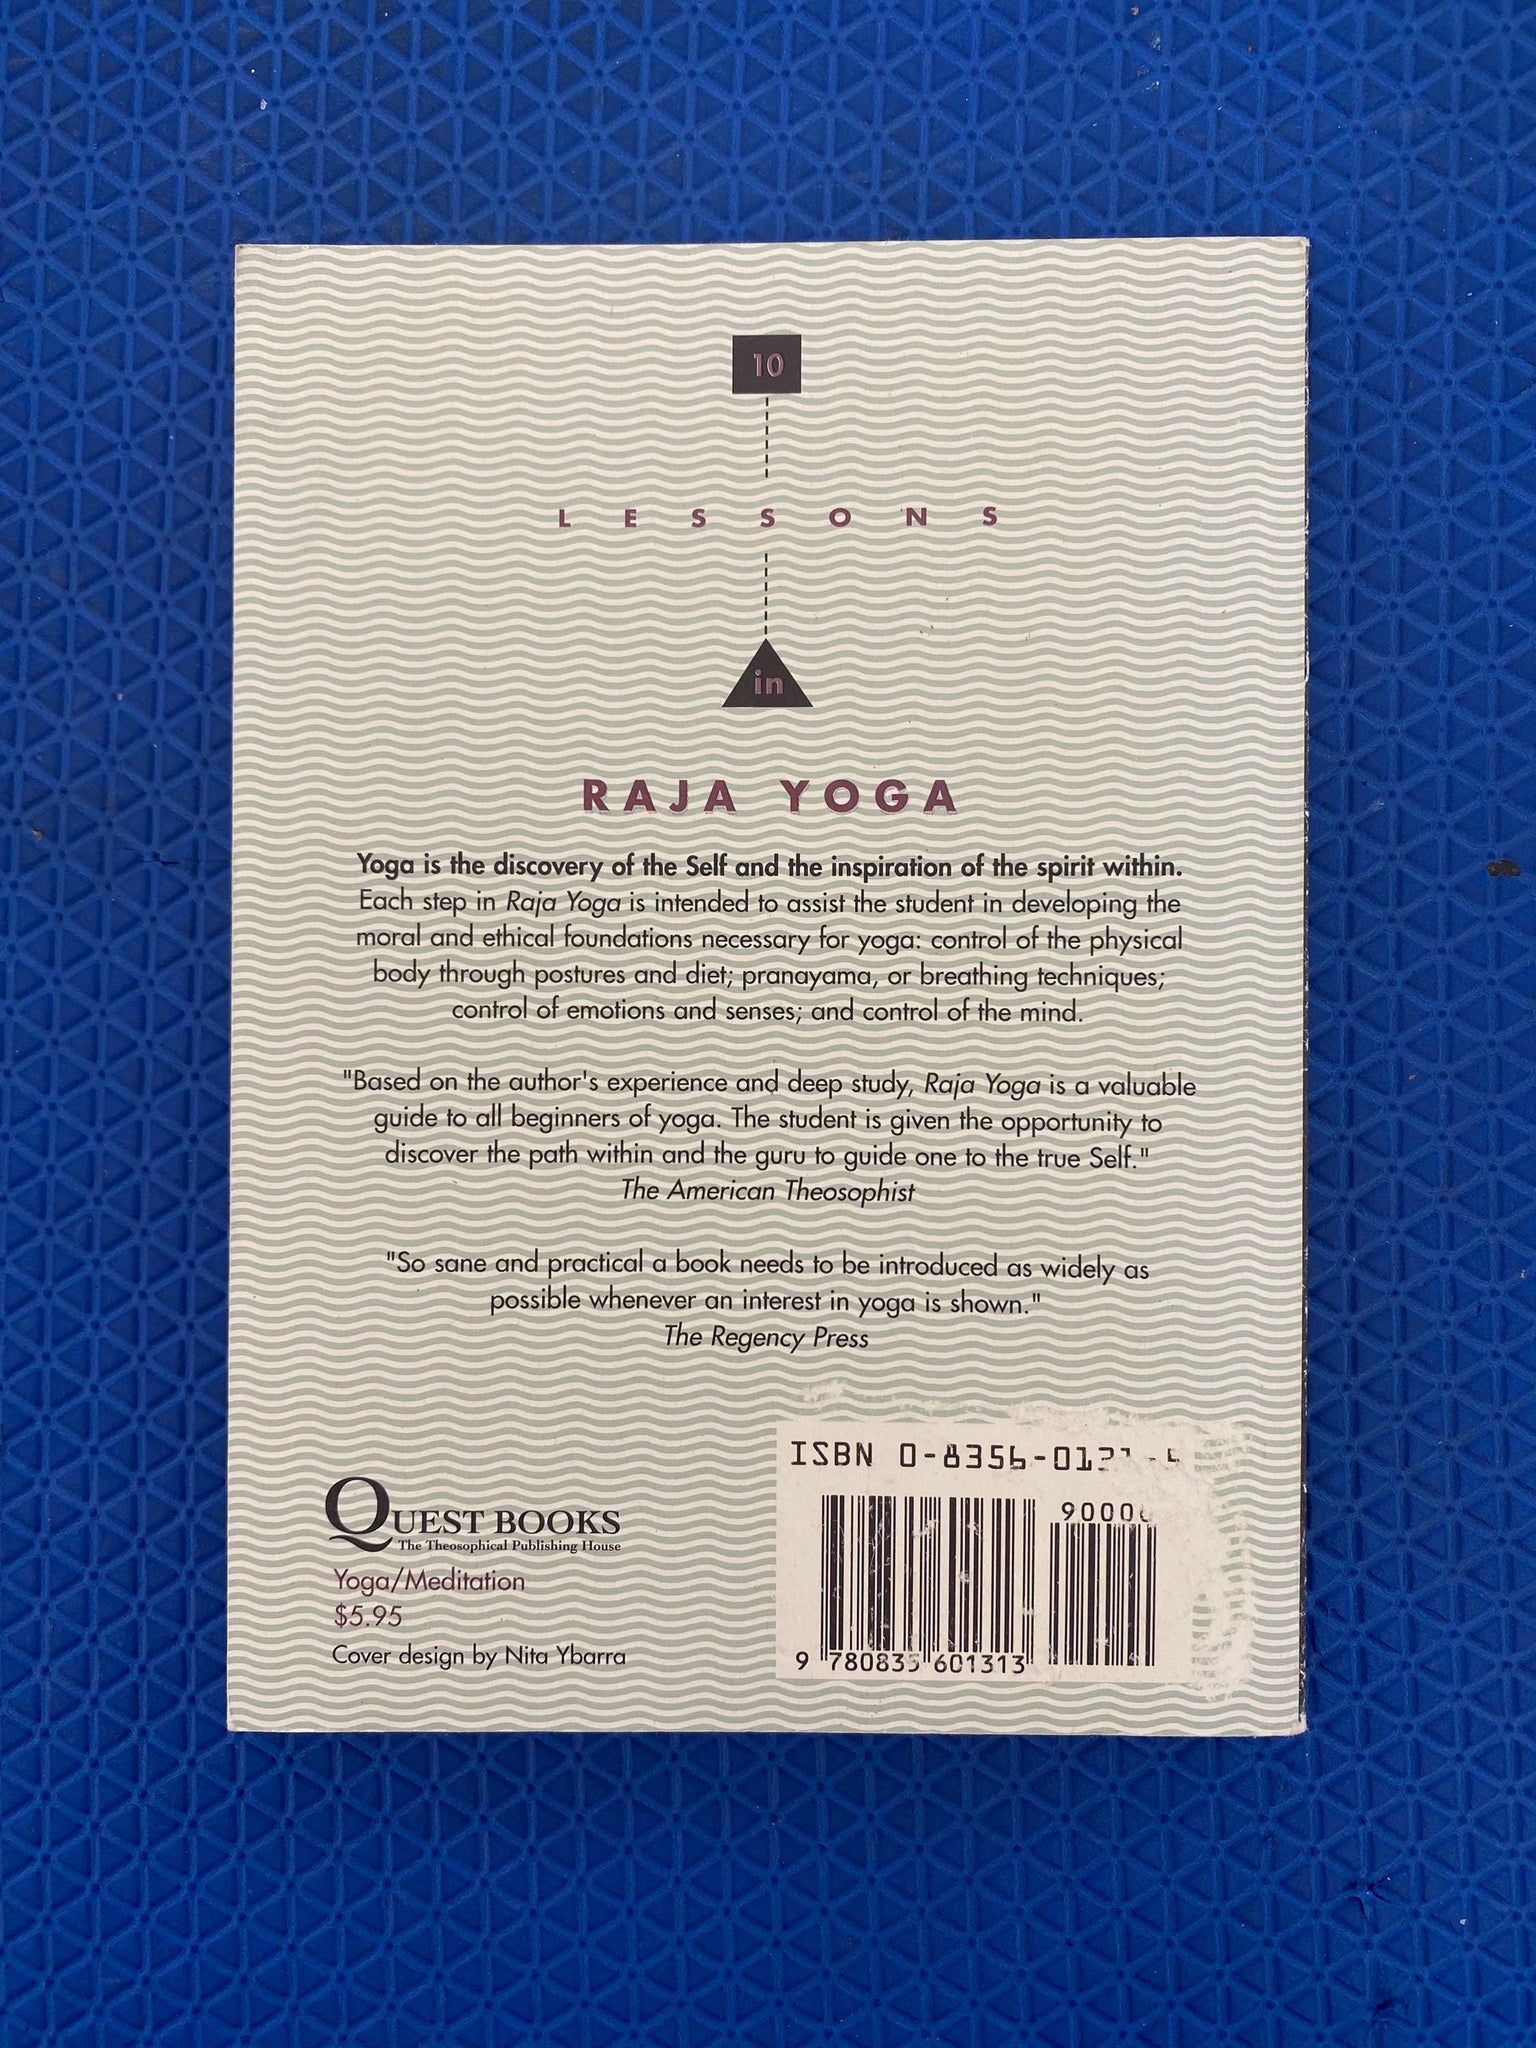 10
LESSONS
in
RAJA YOGA
Yoga is the discovery of the Self and the inspiration of the spirit within.
Each step in Raja Yoga is intended to assist the student in developing the
moral and ethical foundations necessary for yoga: control of the physical
body through postures and diet; pranayama, or breathing techniques;
control of emotions and senses; and control of the mind.
"Based on the author's experience and deep study, Raja Yoga is a valuable
guide to all beginners of yoga. The student is given the opportunity to
discover the path within and the guru to guide one to the true Self."
The American Theosophist
"So sane and practical a book needs to be introduced as widely as
possible whenever an interest in yoga is shown."
The Regency Press
QUEST BOOKS
The Theosophical Publishing House
Yoga/Meditation
$5.95
Cover design by Nita Ybarra
ISBN
9 780835 601313